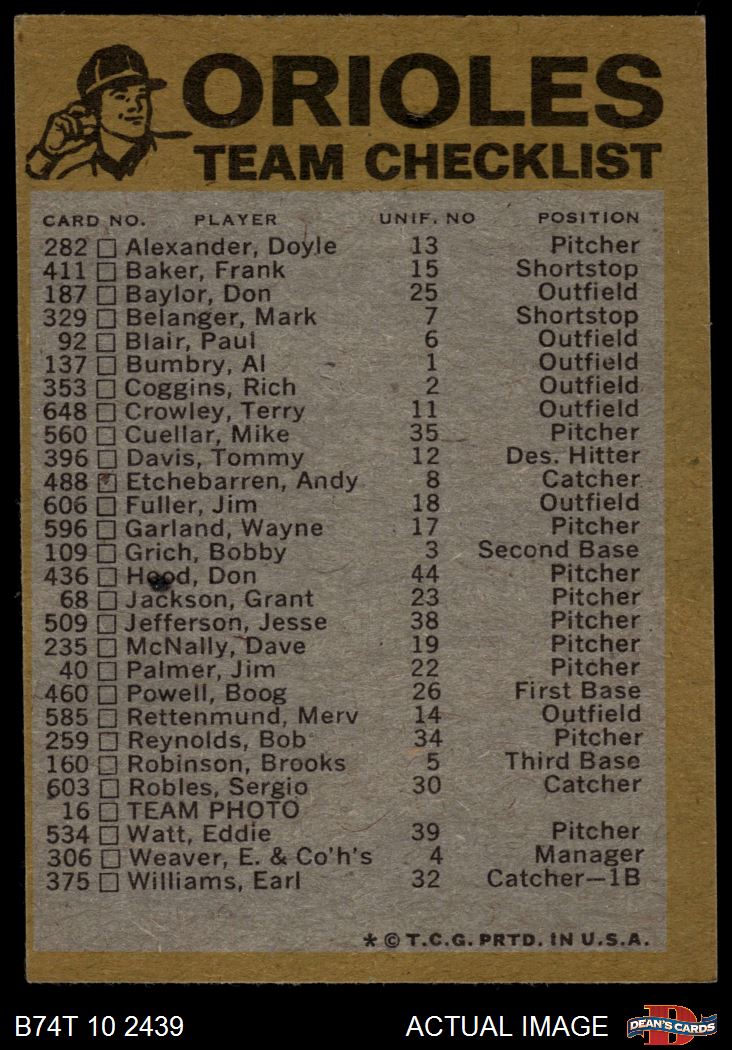 ORIOLES
TEAM CHECKLIST
CARD NO. PLAYER UNIF. NO POSITION
282 Alexander, Doyle 13 Pitcher
411 Baker, Frank 15 Shortstop
187 Baylor, Don 25 Outfield
329 Belanger, Mark 7 Shortstop
92 Blair, Paul 6 Outfield
137 Bumbry, Al 1 Outfield
353 Coggins, Rich 2 Outfield
648 Crowley, Terry 11 Outfield
560 Cuellar, Mike 35 Pitcher
396 Davis, Tommy 12 Des. Hitter
488 Etchebarren, Andy 8 Catcher
606 Fuller, Jim 18 Outfield
596 Garland, Wayne 17 Pitcher
109 Grich, Bobby 3 Second Base
436 Hood, Don 44 Pitcher
68 Jackson, Grant 23 Pitcher
509 Jefferson, Jesse 38 Pitcher
235 McNally, Dave 19 Pitcher
40 Palmer, Jim 22 Pitcher
460 Powell, Boog 26 First Base
585 Rettenmund, Merv 14 Outfield
259 Reynolds, Bob 34 Pitcher
160 Robinson, Brooks 5 Third Base
603 Robles, Sergio 30 Catcher
16 TEAM PHOTO
534 Watt, Eddie 39 Pitcher
306 Weaver, E. & Co'h's 4 Manager
375 Williams, Earl 32 Catcher—1B
* © T.C.G. PRTD. IN U.S.A.
B74T 10 2439 ACTUAL IMAGE D DEAN'S CARDS